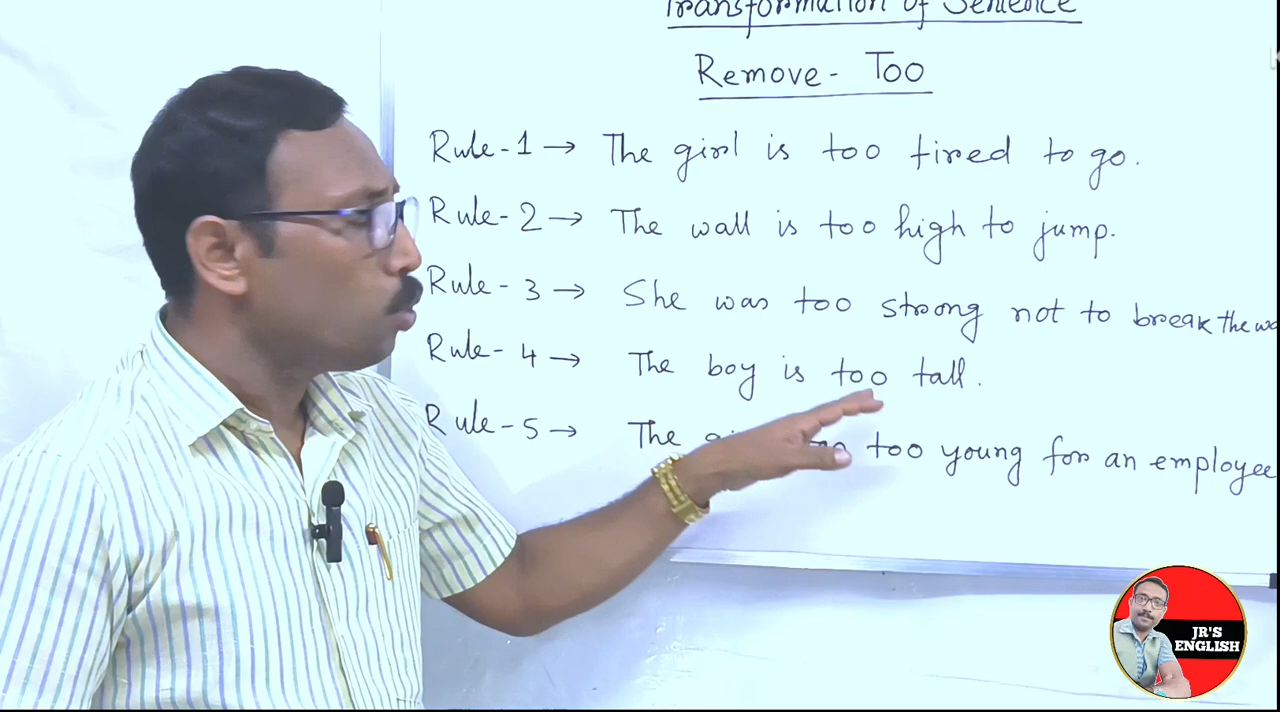 Transformation of Sentence
Remove - Too
Rule-1 → The girl is too tired to go.
Rule-2 → The wall is too high to jump.
Rule-3 → She was too strong not to break the
Rule-4 → The boy is too tall.
Rule-5 → The too young for an employee
JR'S
ENGLISH